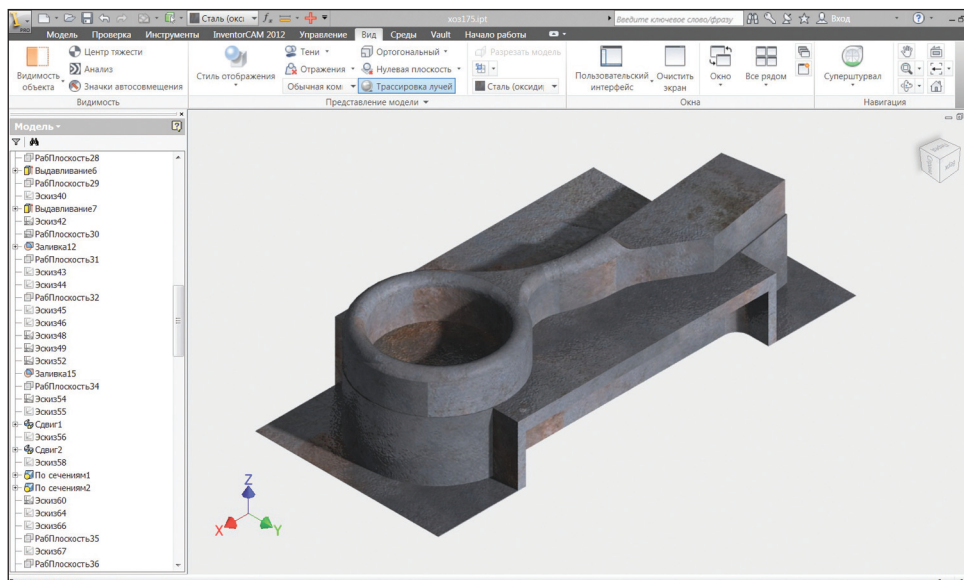 PRO
Сталь (окси
fx
xos175.ipt
Введите ключевое слово/фразу
Вход
Модель Проверка Инструменты InventorCAM 2012 Управление Вид Среды Vault Начало работы
Видимость объекта
Центр тяжести
Анализ
Значки автосовмещения
Видимость
Стиль отображения
Тени
Отражения
Обычная ком
Ортогональный
Нулевая плоскость
Трассировка лучей
Разрезать модель
Сталь (оксиди
Представление модели
Пользовательский интерфейс
Очистить экран
Окно
Все рядом
Окна
Суперштурвал
Навигация
Модель
РабПлоскость28
Выдавливание6
РабПлоскость29
Эскиз40
Выдавливание7
Эскиз42
РабПлоскость30
Заливка12
РабПлоскость31
Эскиз43
Эскиз44
РабПлоскость32
Эскиз45
Эскиз46
Эскиз48
Эскиз49
Эскиз52
Заливка15
РабПлоскость34
Эскиз54
Эскиз55
Сдвиг1
Эскиз56
Сдвиг2
Эскиз58
По сечениям1
По сечениям2
Эскиз60
Эскиз64
Эскиз66
РабПлоскость35
Эскиз67
РабПлоскость36
Z
X
Y